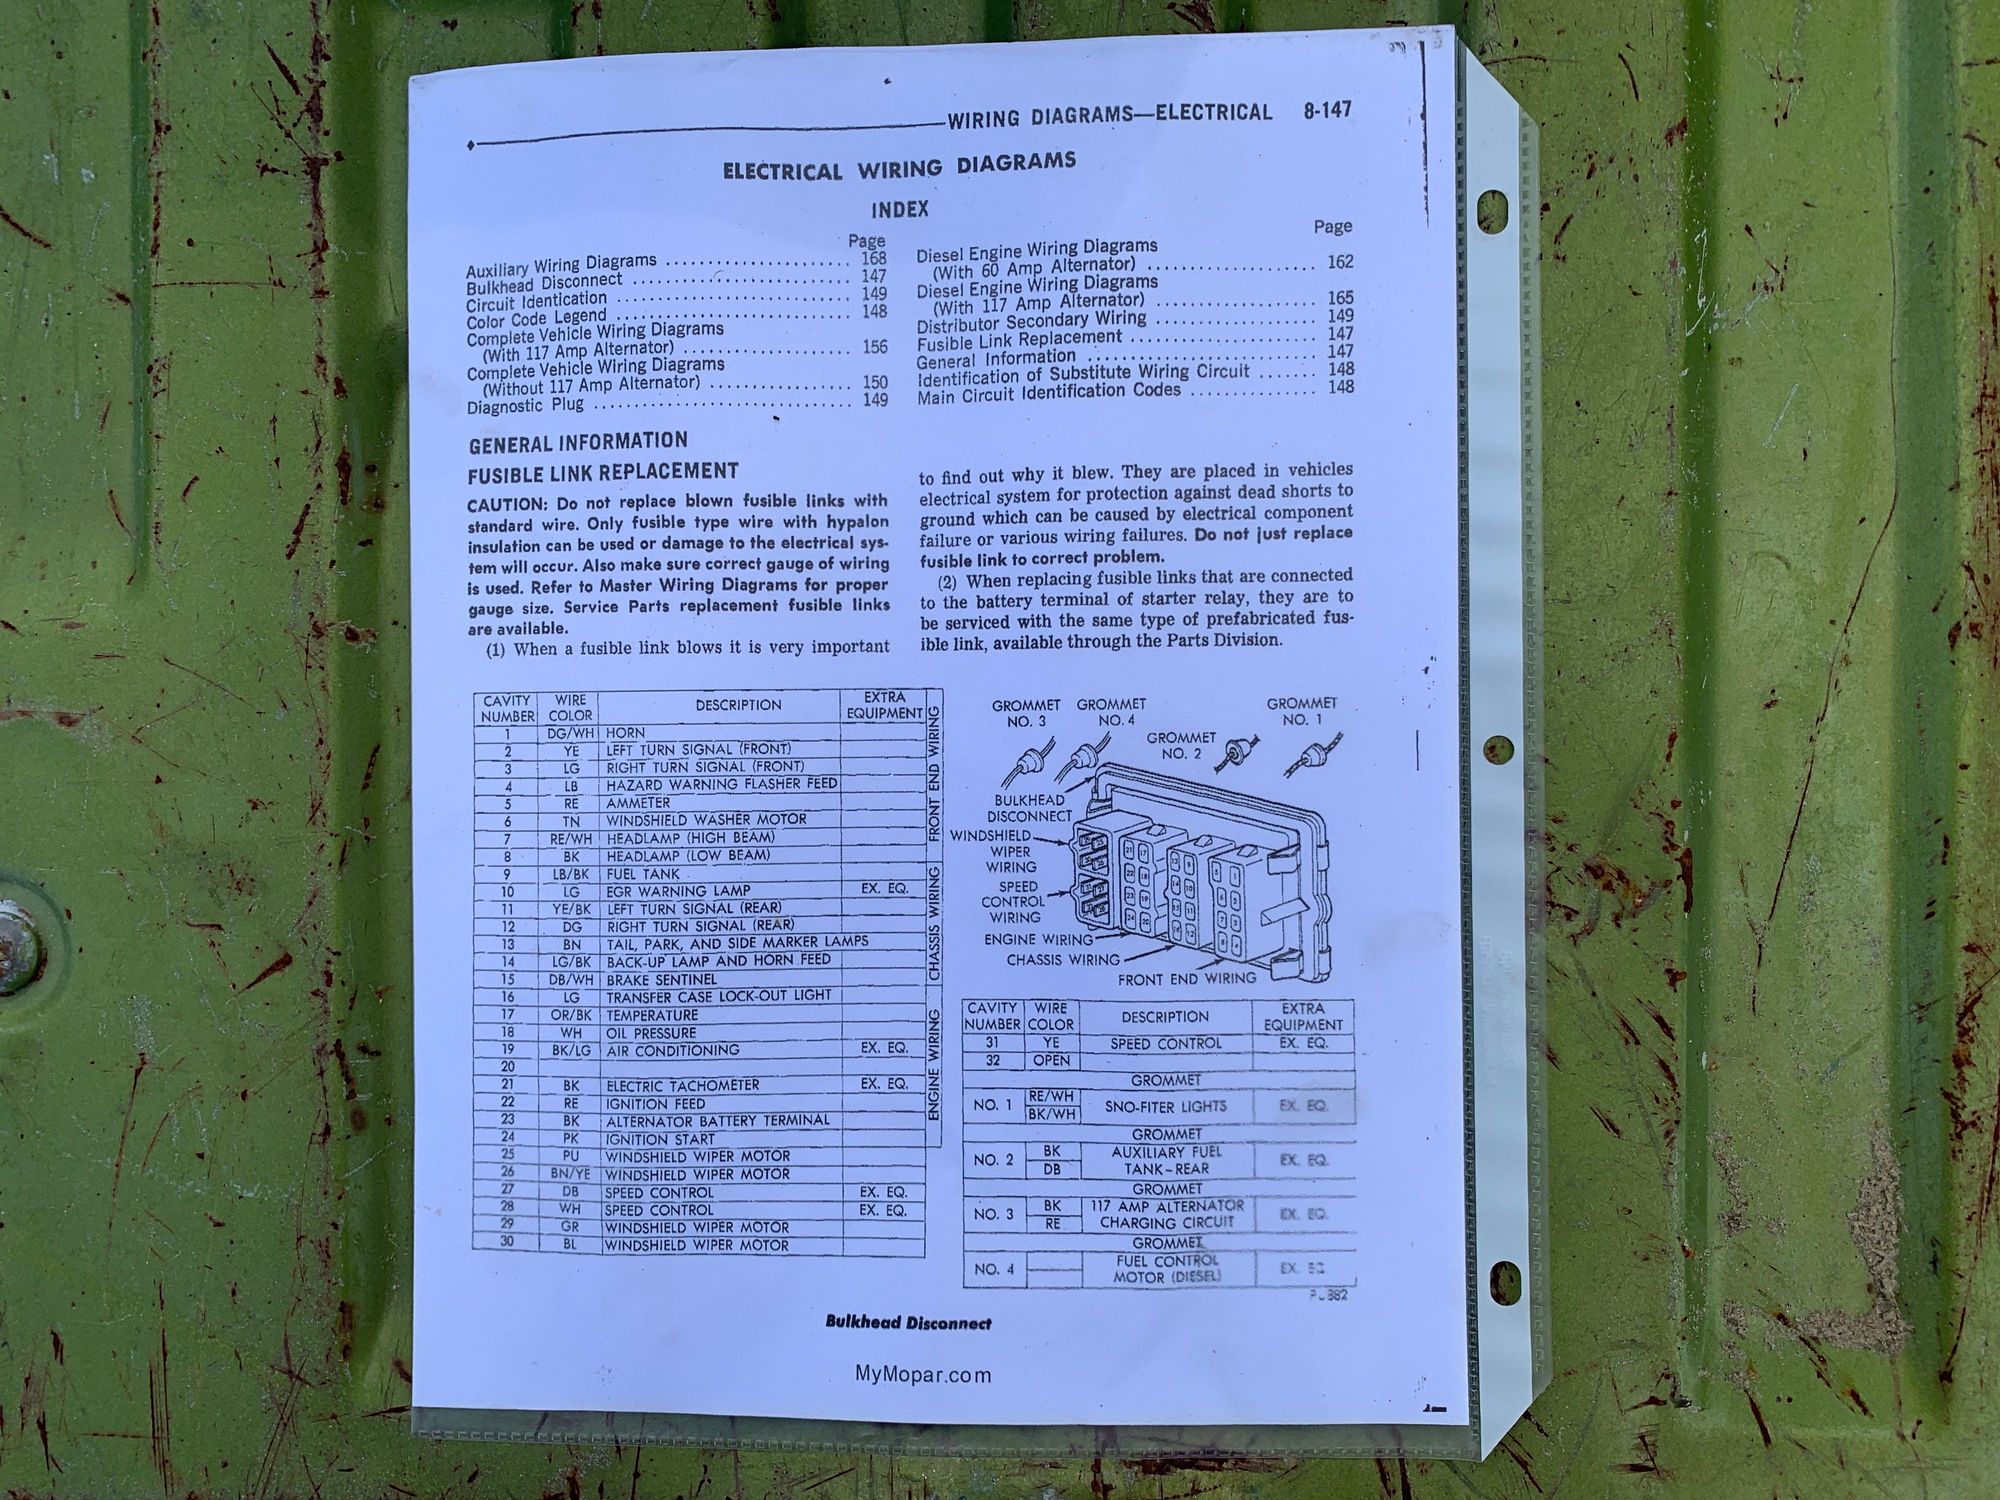 WIRING DIAGRAMS—ELECTRICAL 8-147
ELECTRICAL WIRING DIAGRAMS
INDEX
Page
Auxiliary Wiring Diagrams ....................... 168
Bulkhead Disconnect ........................... 147
Circuit Identication ............................. 149
Color Code Legend ............................. 148
Complete Vehicle Wiring Diagrams
(With 117 Amp Alternator) ..................... 156
Complete Vehicle Wiring Diagrams
(Without 117 Amp Alternator) .................. 150
Diagnostic Plug ................................ 149
Page
Diesel Engine Wiring Diagrams
(With 60 Amp Alternator) ..................... 162
Diesel Engine Wiring Diagrams
(With 117 Amp Alternator) .................... 165
Distributor Secondary Wiring .................... 149
Fusible Link Replacement ....................... 147
General Information ............................ 147
Identification of Substitute Wiring Circuit ....... 148
Main Circuit Identification Codes ................ 148
GENERAL INFORMATION
FUSIBLE LINK REPLACEMENT
CAUTION: Do not replace blown fusible links with
standard wire. Only fusible type wire with hypalon
insulation can be used or damage to the electrical sys-
tem will occur. Also make sure correct gauge of wiring
is used. Refer to Master Wiring Diagrams for proper
gauge size. Service Parts replacement fusible links
are available.
(1) When a fusible link blows it is very important
to find out why it blew. They are placed in vehicles
electrical system for protection against dead shorts to
ground which can be caused by electrical component
failure or various wiring failures. Do not just replace
fusible link to correct problem.
(2) When replacing fusible links that are connected
to the battery terminal of starter relay, they are to
be serviced with the same type of prefabricated fus-
ible link, available through the Parts Division.
CAVITY NUMBER WIRE COLOR DESCRIPTION EXTRA EQUIPMENT
1 DG/WH HORN
2 YE LEFT TURN SIGNAL (FRONT)
3 LG RIGHT TURN SIGNAL (FRONT)
4 LB HAZARD WARNING FLASHER FEED
5 RE AMMETER
6 TN WINDSHIELD WASHER MOTOR
7 RE/WH HEADLAMP (HIGH BEAM)
8 BK HEADLAMP (LOW BEAM)
9 LB/BK FUEL TANK
10 LG EGR WARNING LAMP EX. EQ.
11 YE/BK LEFT TURN SIGNAL (REAR)
12 DG RIGHT TURN SIGNAL (REAR)
13 BN TAIL, PARK, AND SIDE MARKER LAMPS
14 LG/BK BACK-UP LAMP AND HORN FEED
15 DB/WH BRAKE SENTINEL
16 LG TRANSFER CASE LOCK-OUT LIGHT
17 OR/BK TEMPERATURE
18 WH OIL PRESSURE
19 BK/LG AIR CONDITIONING EX. EQ.
20
21 BK ELECTRIC TACHOMETER EX. EQ.
22 RE IGNITION FEED
23 BK ALTERNATOR BATTERY TERMINAL
24 PK IGNITION START
25 PU WINDSHIELD WIPER MOTOR
26 BN/YE WINDSHIELD WIPER MOTOR
27 DB SPEED CONTROL EX. EQ.
28 WH SPEED CONTROL EX. EQ.
29 GR WINDSHIELD WIPER MOTOR
30 BL WINDSHIELD WIPER MOTOR
FRONT END WIRING
CHASSIS WIRING
ENGINE WIRING
GROMMET NO. 3
GROMMET NO. 4
GROMMET NO. 2
GROMMET NO. 1
BULKHEAD DISCONNECT
WINDSHIELD WIPER WIRING
SPEED CONTROL WIRING
ENGINE WIRING
CHASSIS WIRING
FRONT END WIRING
CAVITY NUMBER WIRE COLOR DESCRIPTION EXTRA EQUIPMENT
31 YE SPEED CONTROL EX. EQ.
32 OPEN
GROMMET
NO. 1 RE/WH BK/WH SNO-FITER LIGHTS EX. EQ.
GROMMET
NO. 2 BK DB AUXILIARY FUEL TANK-REAR EX. EQ.
GROMMET
NO. 3 BK RE 117 AMP ALTERNATOR CHARGING CIRCUIT EX. EQ.
GROMMET
NO. 4 FUEL CONTROL MOTOR (DIESEL) EX. EQ.
Bulkhead Disconnect
MyMopar.com